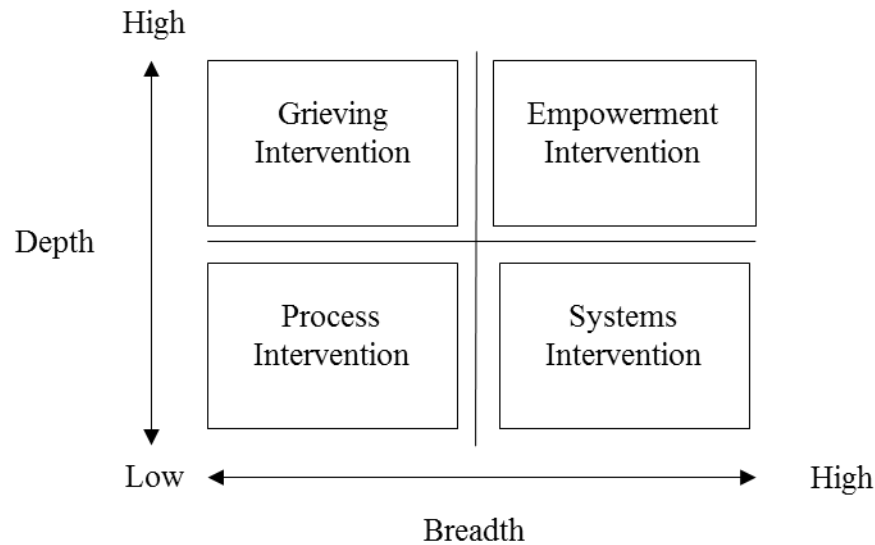 High
Grieving
Intervention
Empowerment
Intervention
Depth
Process
Intervention
Systems
Intervention
Low
High
Breadth